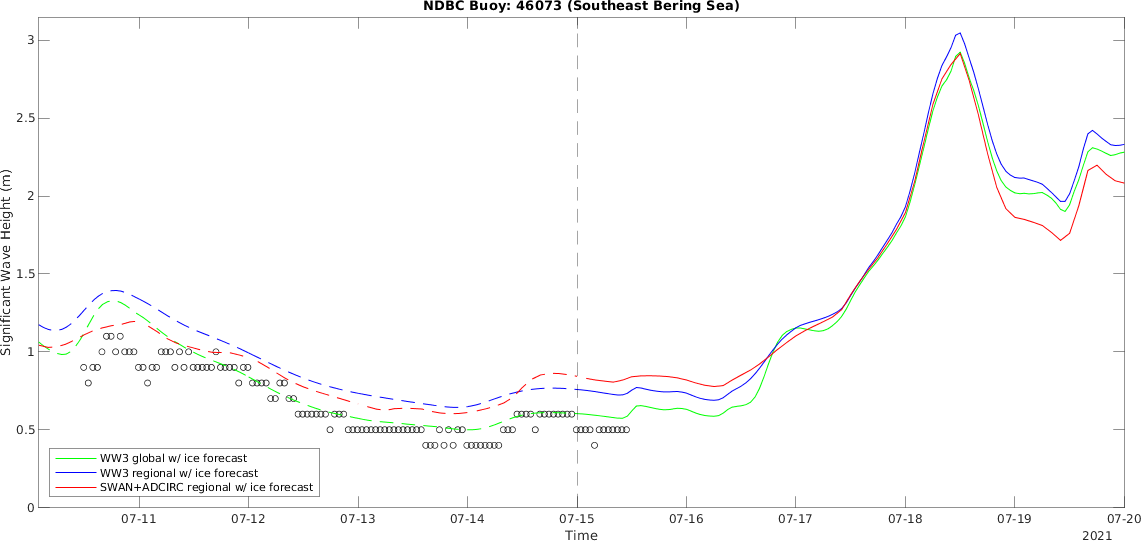 NDBC Buoy: 46073 (Southeast Bering Sea)
Significant Wave Height (m)
3
2.5
2
1.5
1
0.5
0
WW3 global w/ ice forecast
WW3 regional w/ ice forecast
SWAN+ADCIRC regional w/ ice forecast
07-11 07-12 07-13 07-14 07-15 07-16 07-17 07-18 07-19 07-20
Time
2021